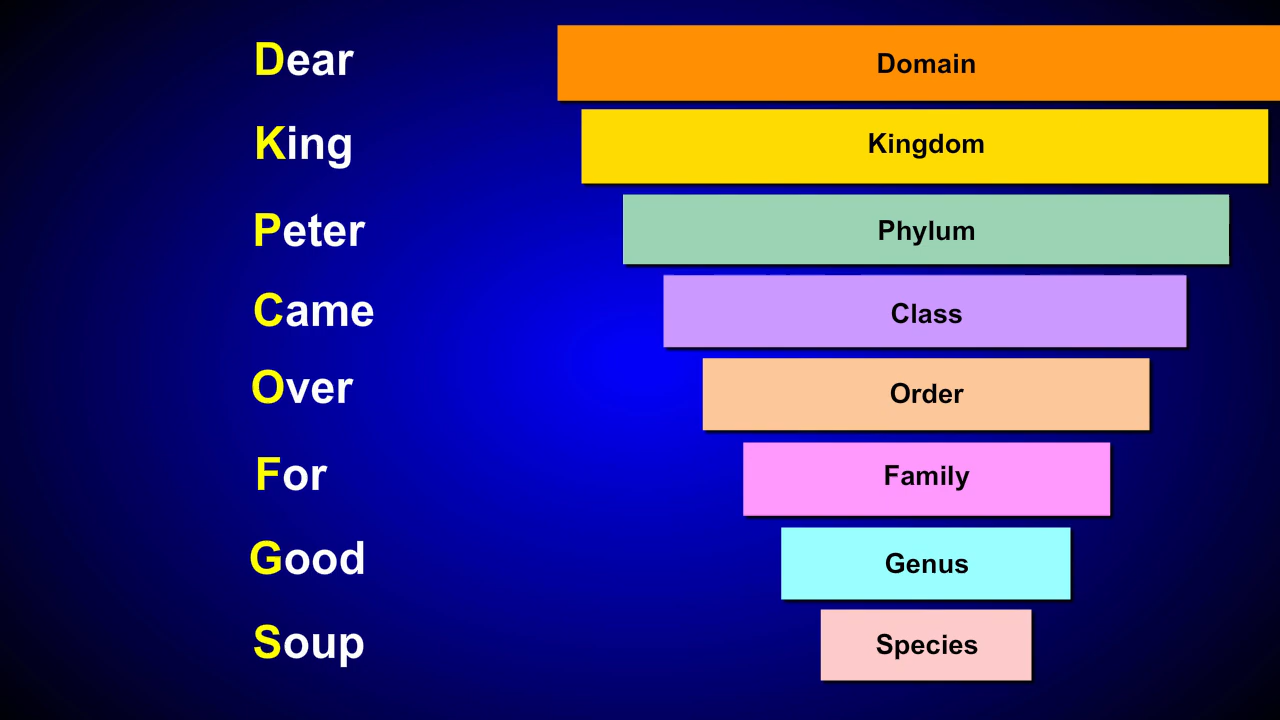 Dear Domain
King Kingdom
Peter Phylum
Came Class
Over Order
For Family
Good Genus
Soup Species